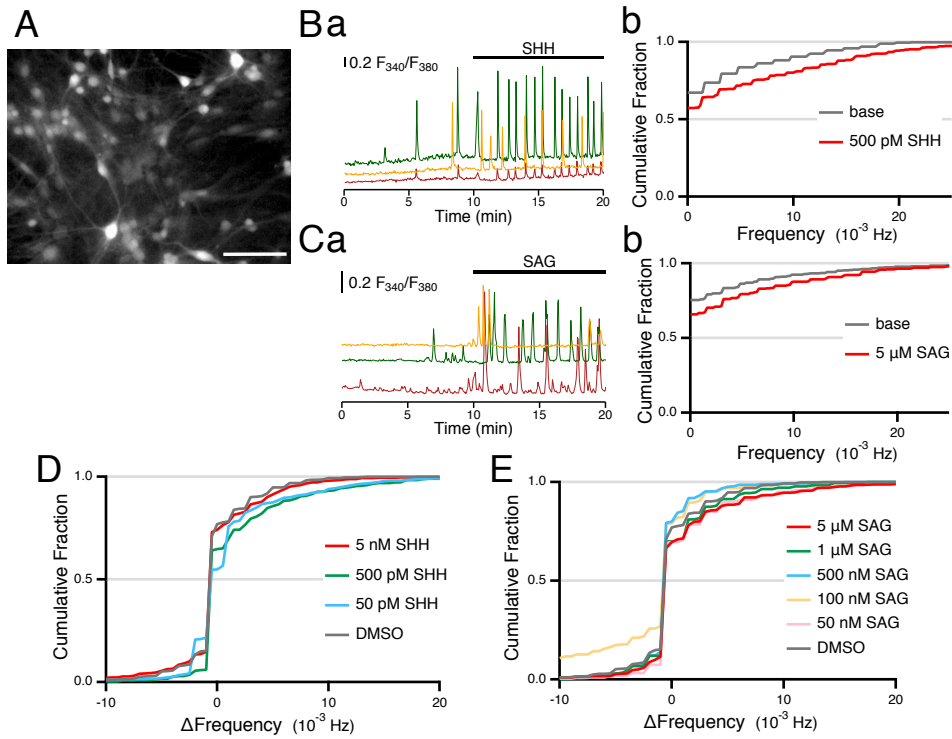 A
Ba
0.2 F340/F380
SHH
0 5 10 15 20
Time (min)
b
Cumulative Fraction
1.0
0.5
0.0
base
500 pM SHH
0 10 20
Frequency (10-3 Hz)
Ca
0.2 F340/F380
SAG
0 5 10 15 20
Time (min)
b
Cumulative Fraction
1.0
0.5
0.0
base
5 µM SAG
0 10 20
Frequency (10-3 Hz)
D
Cumulative Fraction
1.0
0.5
0.0
5 nM SHH
500 pM SHH
50 pM SHH
DMSO
-10 0 10 20
ΔFrequency (10-3 Hz)
E
Cumulative Fraction
1.0
0.5
0.0
5 µM SAG
1 µM SAG
500 nM SAG
100 nM SAG
50 nM SAG
DMSO
-10 0 10 20
ΔFrequency (10-3 Hz)